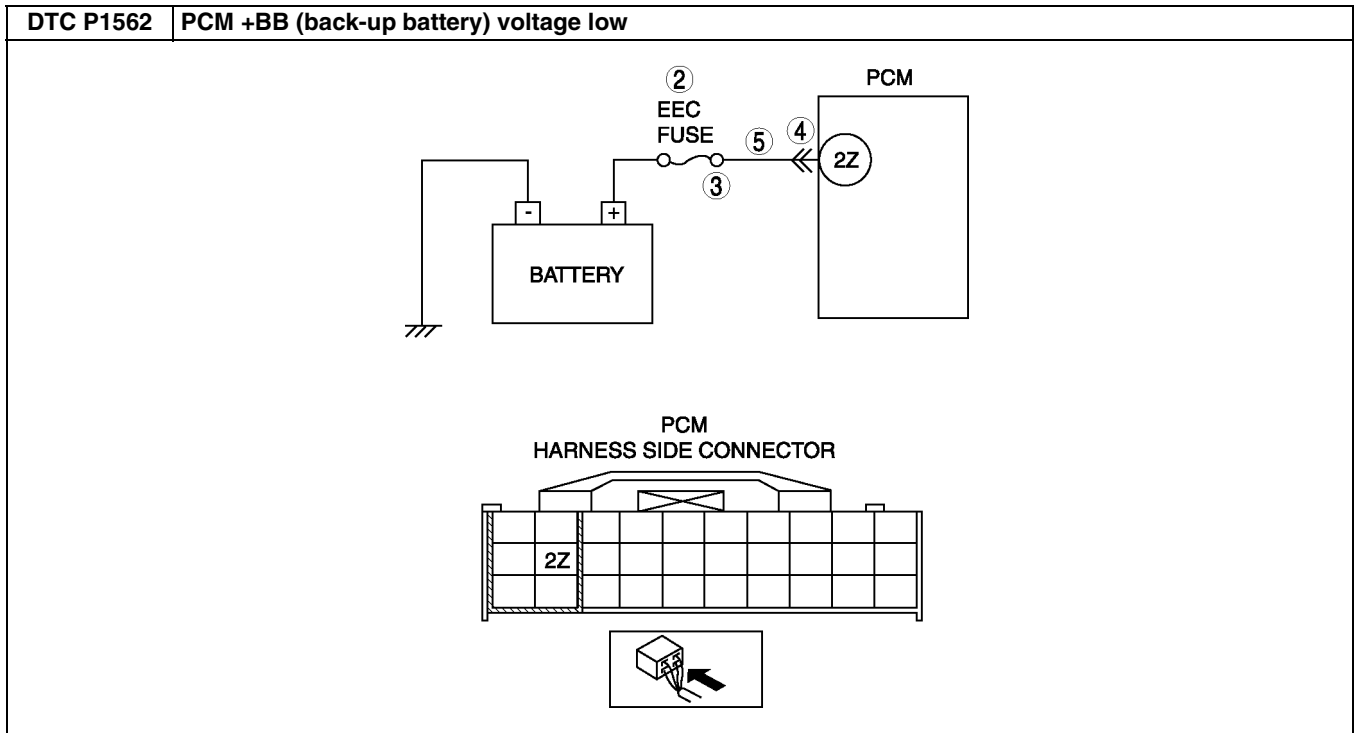 DTC P1562 PCM +BB (back-up battery) voltage low
② PCM
EEC
FUSE
⑤ ④
2Z
③
- +
BATTERY
PCM
HARNESS SIDE CONNECTOR
2Z